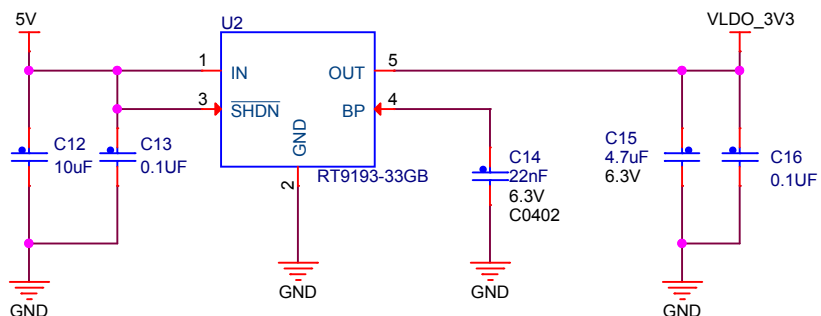 5V
U2
VLDO_3V3
1
IN
OUT
5
3
SHDN
BP
4
GND
2
RT9193-33GB
C12
10uF
C13
0.1UF
C14
22nF
6.3V
C0402
C15
4.7uF
6.3V
C16
0.1UF
GND
GND
GND
GND